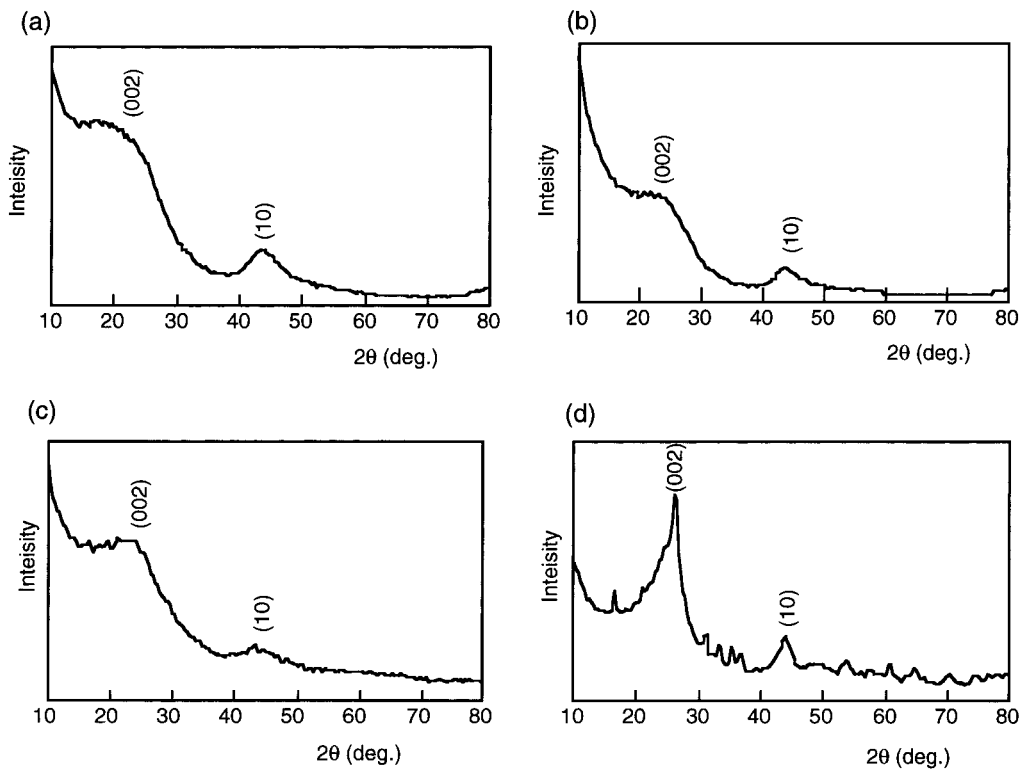 (a)
(002)
(10)
Inteisity
10 20 30 40 50 60 70 80
2θ (deg.)
(b)
(002)
(10)
Inteisity
10 20 30 40 50 60 70 80
2θ (deg.)
(c)
(002)
(10)
Inteisity
10 20 30 40 50 60 70 80
2θ (deg.)
(d)
(002)
(10)
Inteisity
10 20 30 40 50 60 70 80
2θ (deg.)